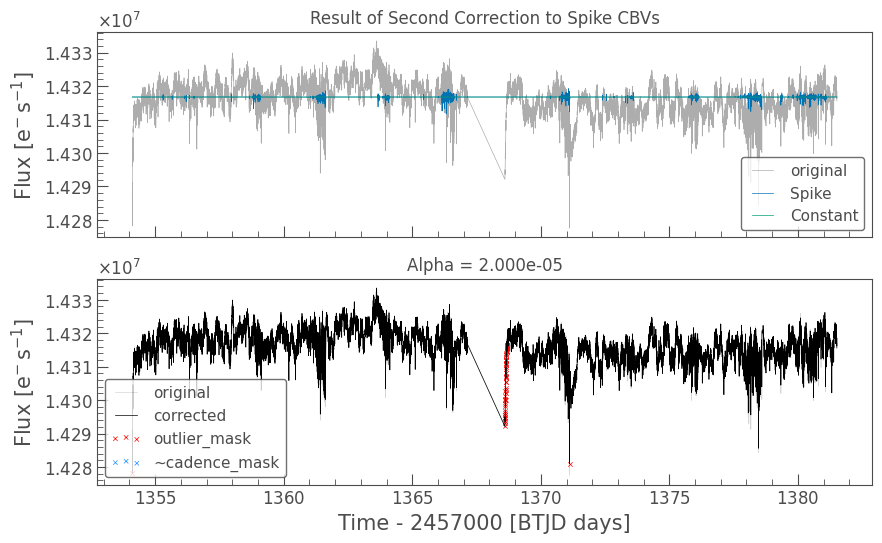 Result of Second Correction to Spike CBVs
×10⁷
1.433
1.432
1.431
1.430
1.429
1.428
Flux [e⁻ s⁻¹]
original
Spike
Constant
Alpha = 2.000e-05
×10⁷
1.433
1.432
1.431
1.430
1.429
1.428
Flux [e⁻ s⁻¹]
original
corrected
outlier_mask
~cadence_mask
1355 1360 1365 1370 1375 1380
Time - 2457000 [BTJD days]